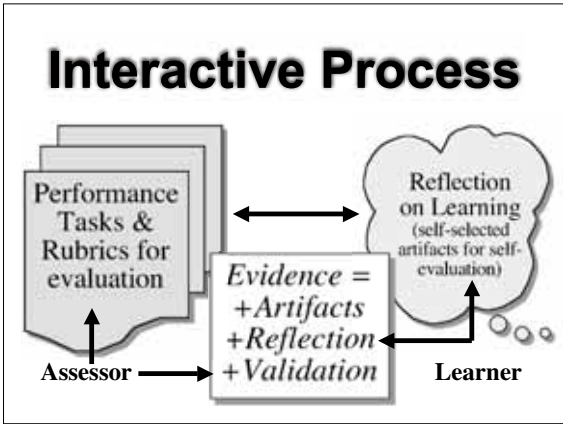 Interactive Process
Performance
Tasks &
Rubrics for
evaluation
Reflection
on Learning
(self-selected
artifacts for self-
evaluation)
Evidence =
+Artifacts
+Reflection
+Validation
Assessor
Learner